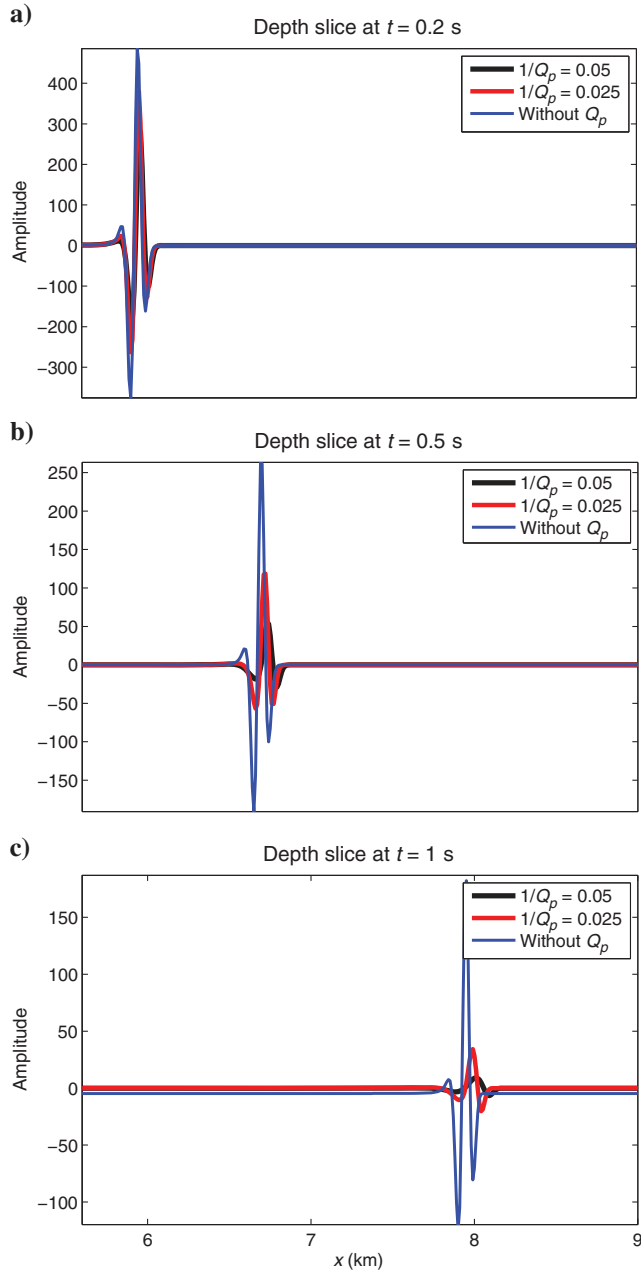 a)
Depth slice at t = 0.2 s
1/Qp = 0.05
1/Qp = 0.025
Without Qp
400
300
200
100
0
−100
−200
−300
Amplitude
b)
Depth slice at t = 0.5 s
1/Qp = 0.05
1/Qp = 0.025
Without Qp
250
200
150
100
50
0
−50
−100
−150
Amplitude
c)
Depth slice at t = 1 s
1/Qp = 0.05
1/Qp = 0.025
Without Qp
150
100
50
0
−50
−100
Amplitude
6 7 8 9
x (km)